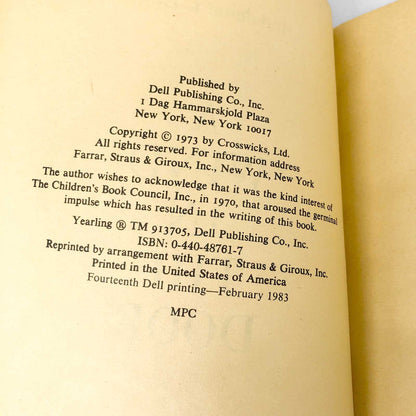 Published by
Dell Publishing Co., Inc.
1 Dag Hammarskjold Plaza
New York, New York 10017
Copyright © 1973 by Crosswicks, Ltd.
All rights reserved. For information address
Farrar, Straus & Giroux, Inc., New York, New York
The author wishes to acknowledge that it was the kind interest of
The Children's Book Council, Inc., in 1970, that aroused the germinal
impulse which has resulted in the writing of this book.
Yearling ® TM 913705, Dell Publishing Co., Inc.
ISBN: 0-440-48761-7
Reprinted by arrangement with Farrar, Straus & Giroux, Inc.
Printed in the United States of America
Fourteenth Dell printing—February 1983
MPC